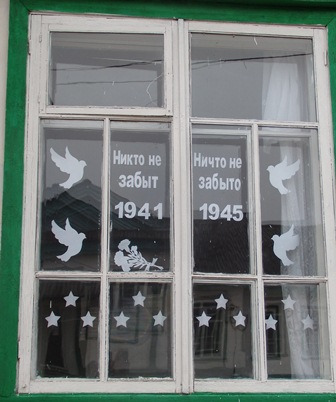 Никто не
забыт
1941
Ничто не
забыто
1945